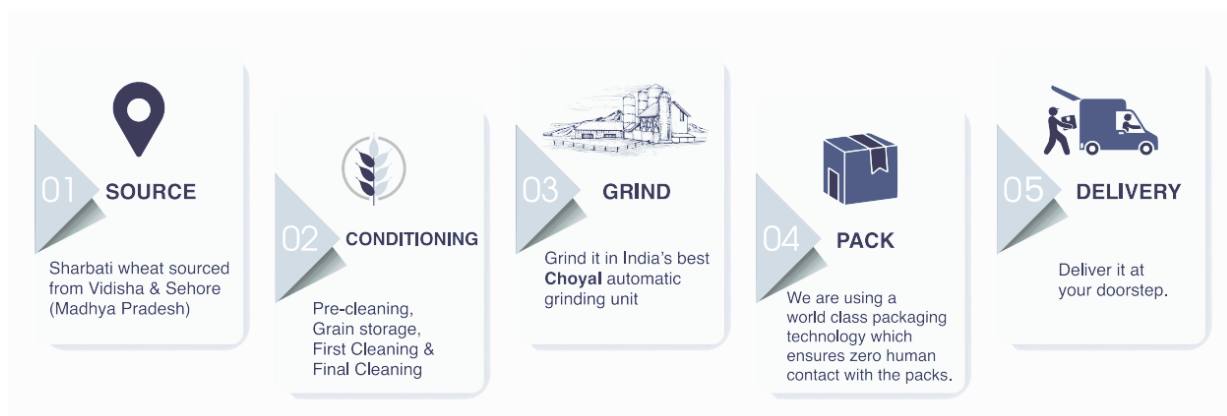 01
SOURCE
Sharbati wheat sourced
from Vidisha & Sehore
(Madhya Pradesh)
02
CONDITIONING
Pre-cleaning,
Grain storage,
First Cleaning &
Final Cleaning
03
GRIND
Grind it in India's best
Choyal automatic
grinding unit
04
PACK
We are using a
world class packaging
technology which
ensures zero human
contact with the packs.
05
DELIVERY
Deliver it at
your doorstep.